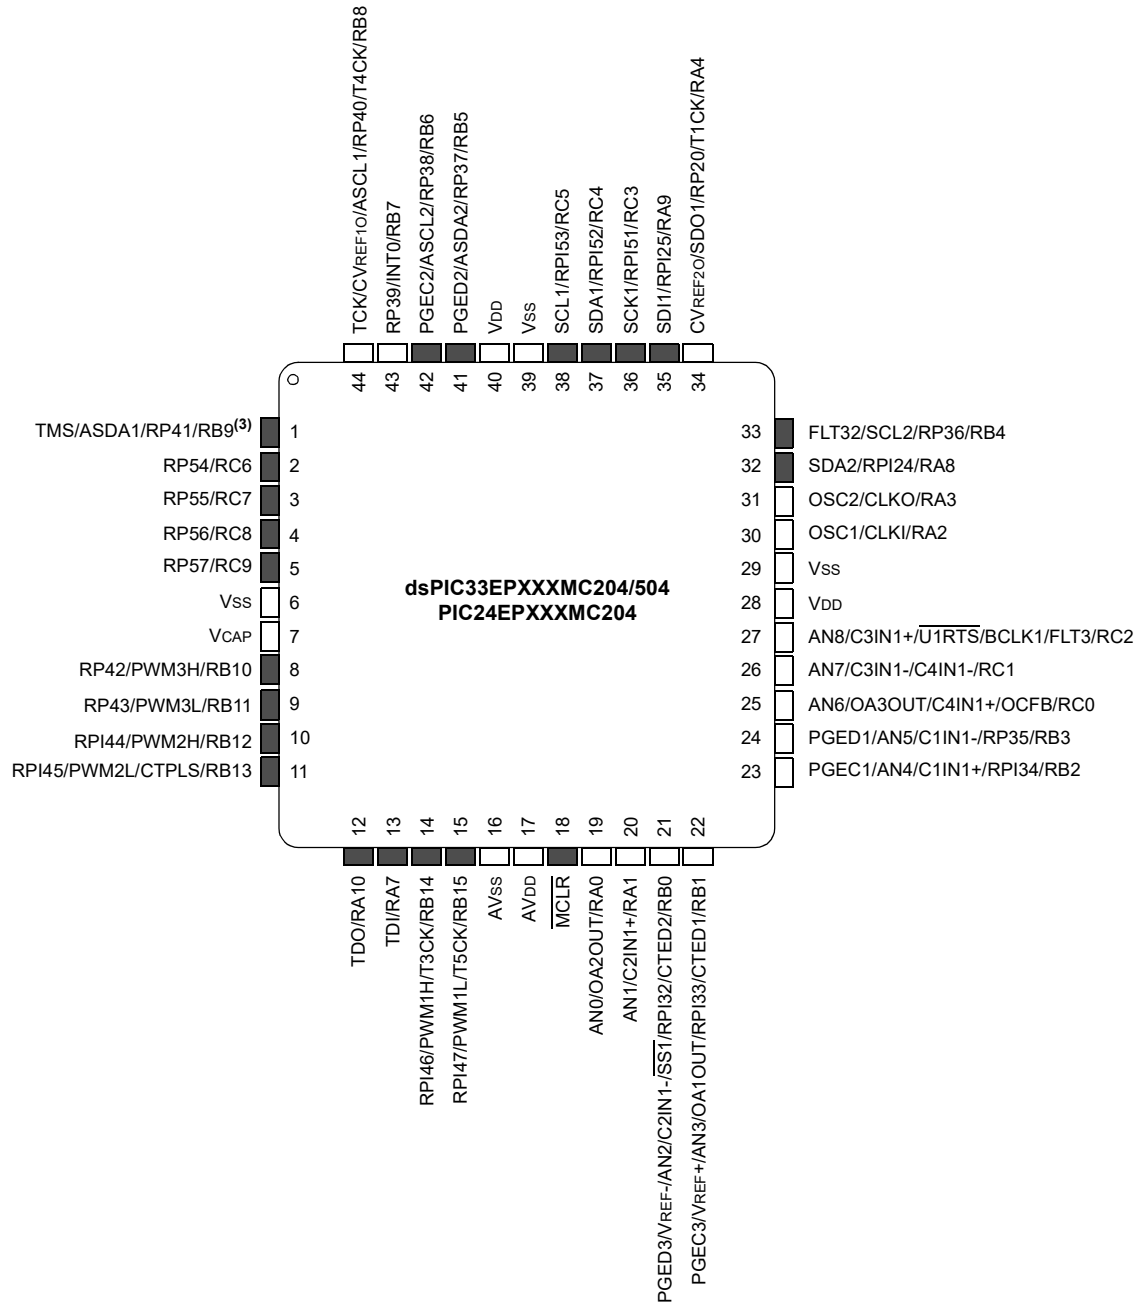 TCK/CVREF1O/ASCL1/RP40/T4CK/RB8
RP39/INT0/RB7
PGEC2/ASCL2/RP38/RB6
PGED2/ASDA2/RP37/RB5
VDD
VSS
SCL1/RPI53/RC5
SDA1/RPI52/RC4
SCK1/RPI51/RC3
SDI1/RPI25/RA9
CVREF2O/SDO1/RP20/T1CK/RA4
44 43 42 41 40 39 38 37 36 35 34
TMS/ASDA1/RP41/RB9(3) 1
RP54/RC6 2
RP55/RC7 3
RP56/RC8 4
RP57/RC9 5
VSS 6
VCAP 7
RP42/PWM3H/RB10 8
RP43/PWM3L/RB11 9
RPI44/PWM2H/RB12 10
RPI45/PWM2L/CTPLS/RB13 11
dsPIC33EPXXXMC204/504
PIC24EPXXXMC204
33 FLT32/SCL2/RP36/RB4
32 SDA2/RPI24/RA8
31 OSC2/CLKO/RA3
30 OSC1/CLKI/RA2
29 VSS
28 VDD
27 AN8/C3IN1+/U1RTS/BCLK1/FLT3/RC2
26 AN7/C3IN1-/C4IN1-/RC1
25 AN6/OA3OUT/C4IN1+/OCFB/RC0
24 PGED1/AN5/C1IN1-/RP35/RB3
23 PGEC1/AN4/C1IN1+/RPI34/RB2
12 13 14 15 16 17 18 19 20 21 22
TDO/RA10
TDI/RA7
RPI46/PWM1H/T3CK/RB14
RPI47/PWM1L/T5CK/RB15
AVSS
AVDD
MCLR
AN0/OA2OUT/RA0
AN1/C2IN1+/RA1
PGED3/VREF-/AN2/C2IN1-/SS1/RPI32/CTED2/RB0
PGEC3/VREF+/AN3/OA1OUT/RPI33/CTED1/RB1